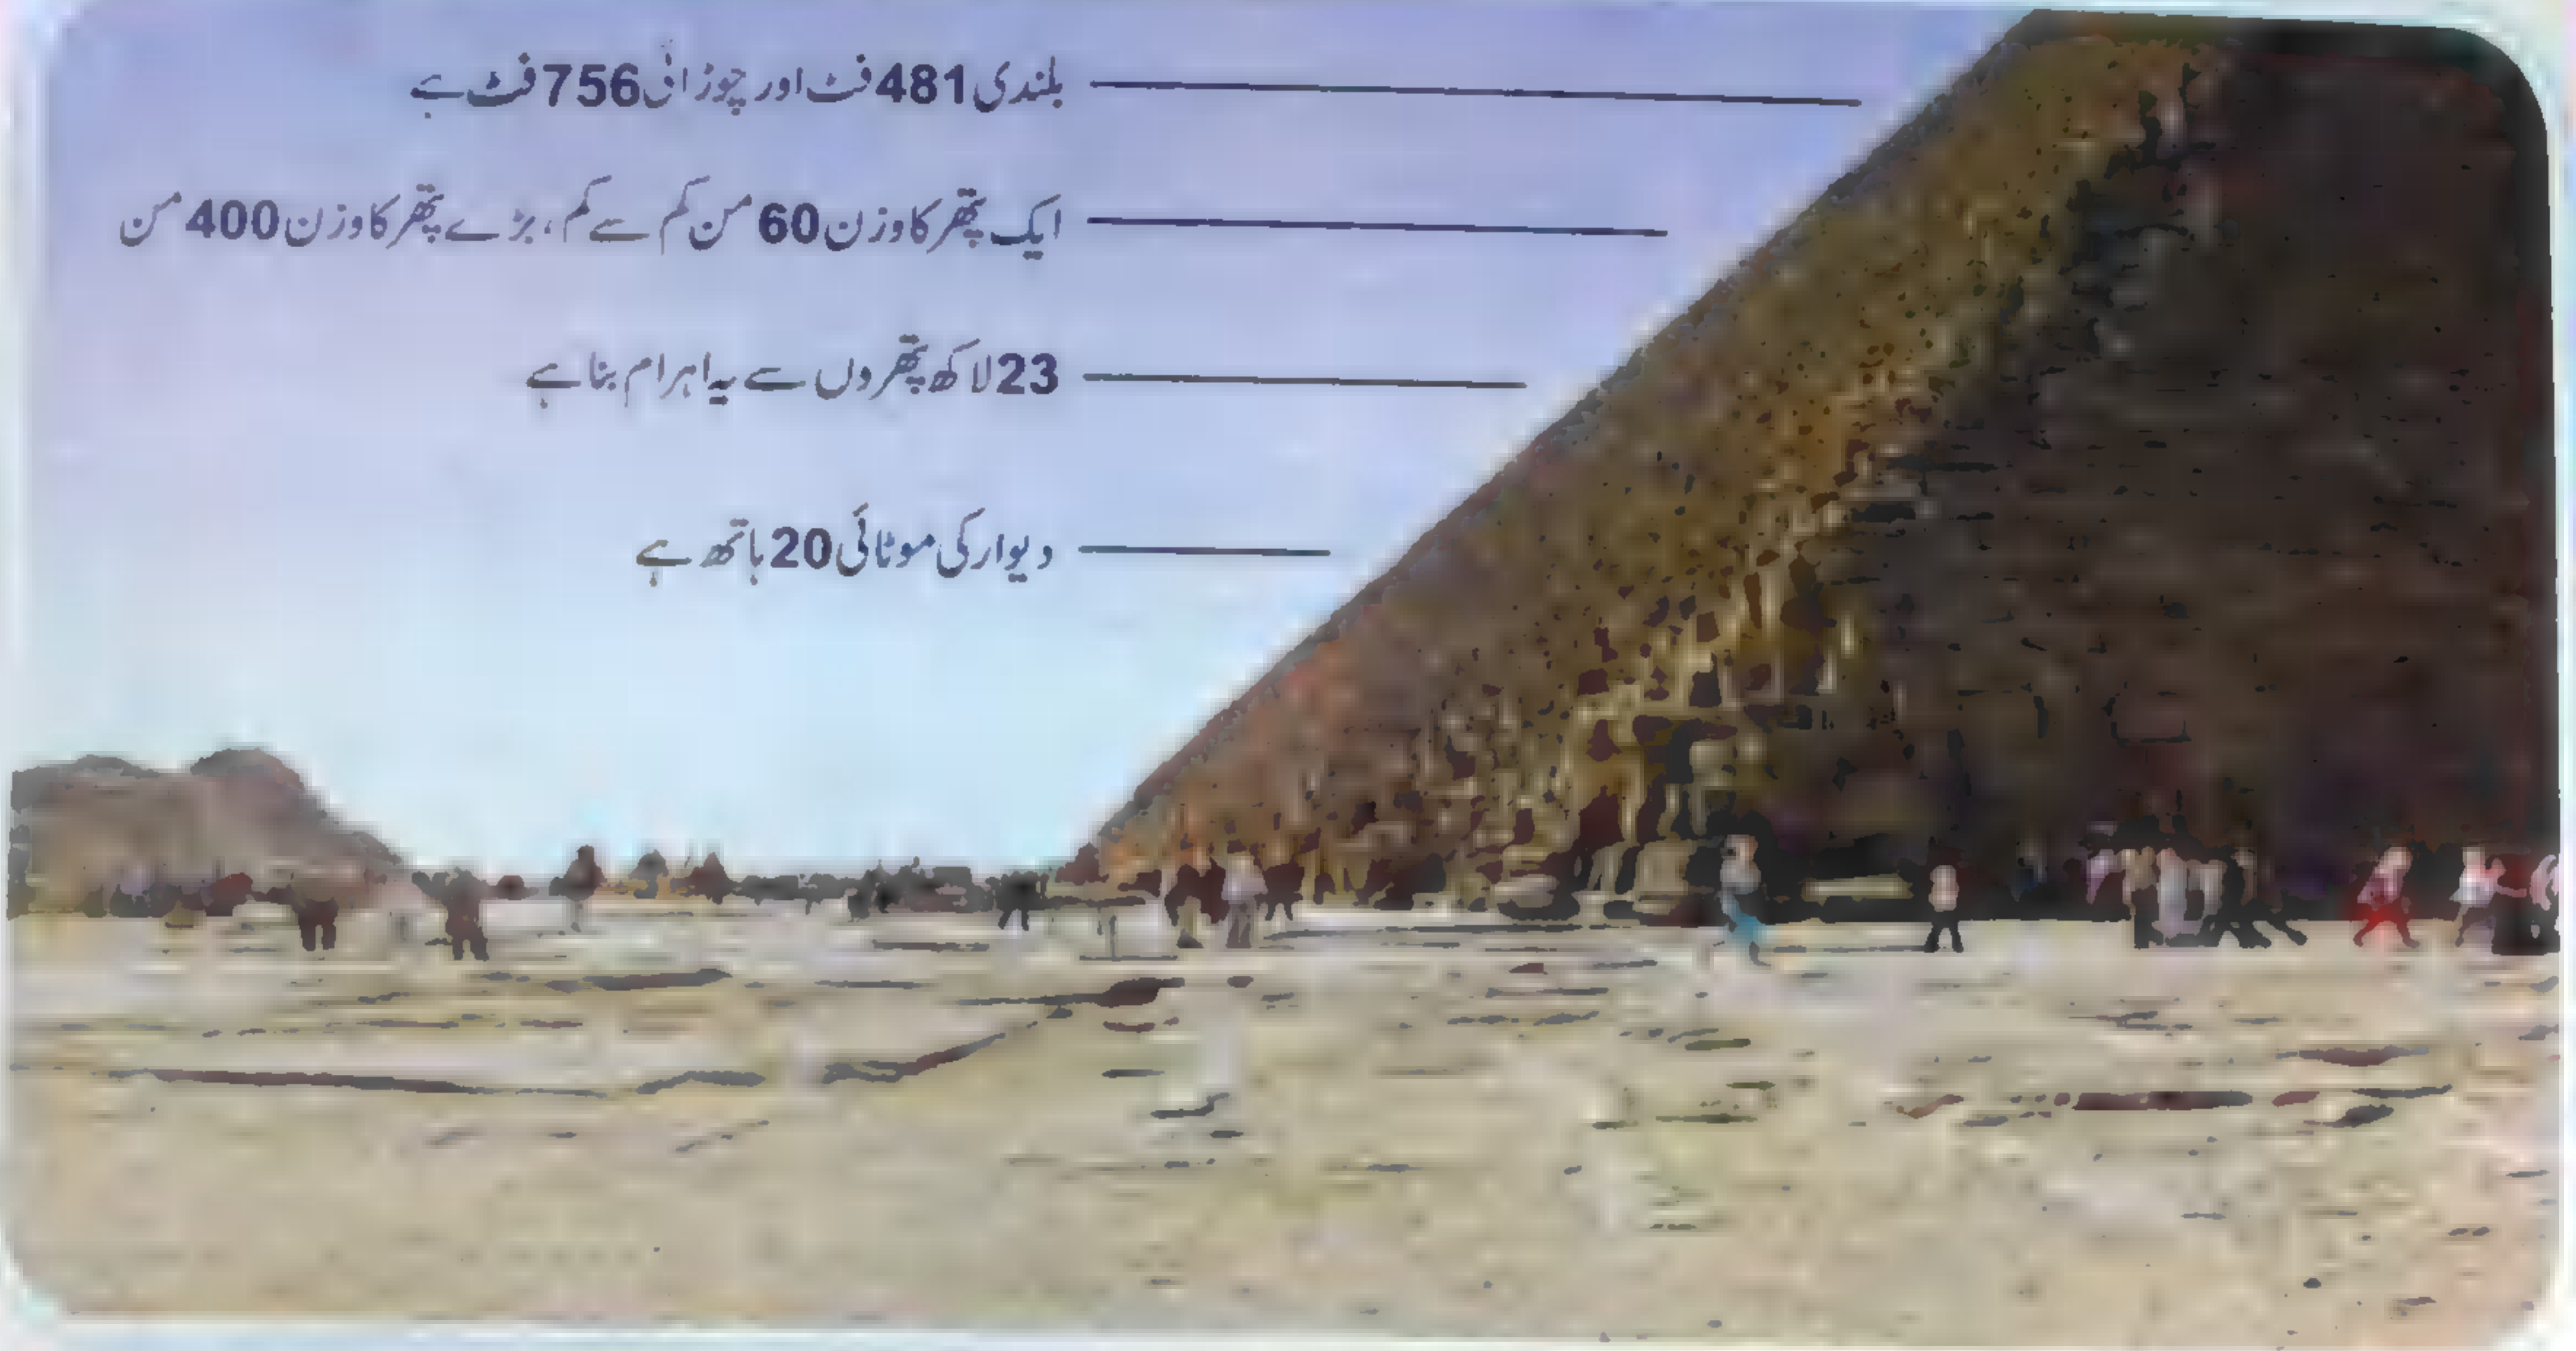 بلندی 481 فٹ اور چوڑائی 756 فٹ ہے
ایک پتھر کا وزن 60 من کم سے کم، بڑے پتھر کا وزن 400 من
23 لاکھ پتھروں سے یہ اہرام بنا ہے
دیوار کی موٹائی 20 ہاتھ ہے